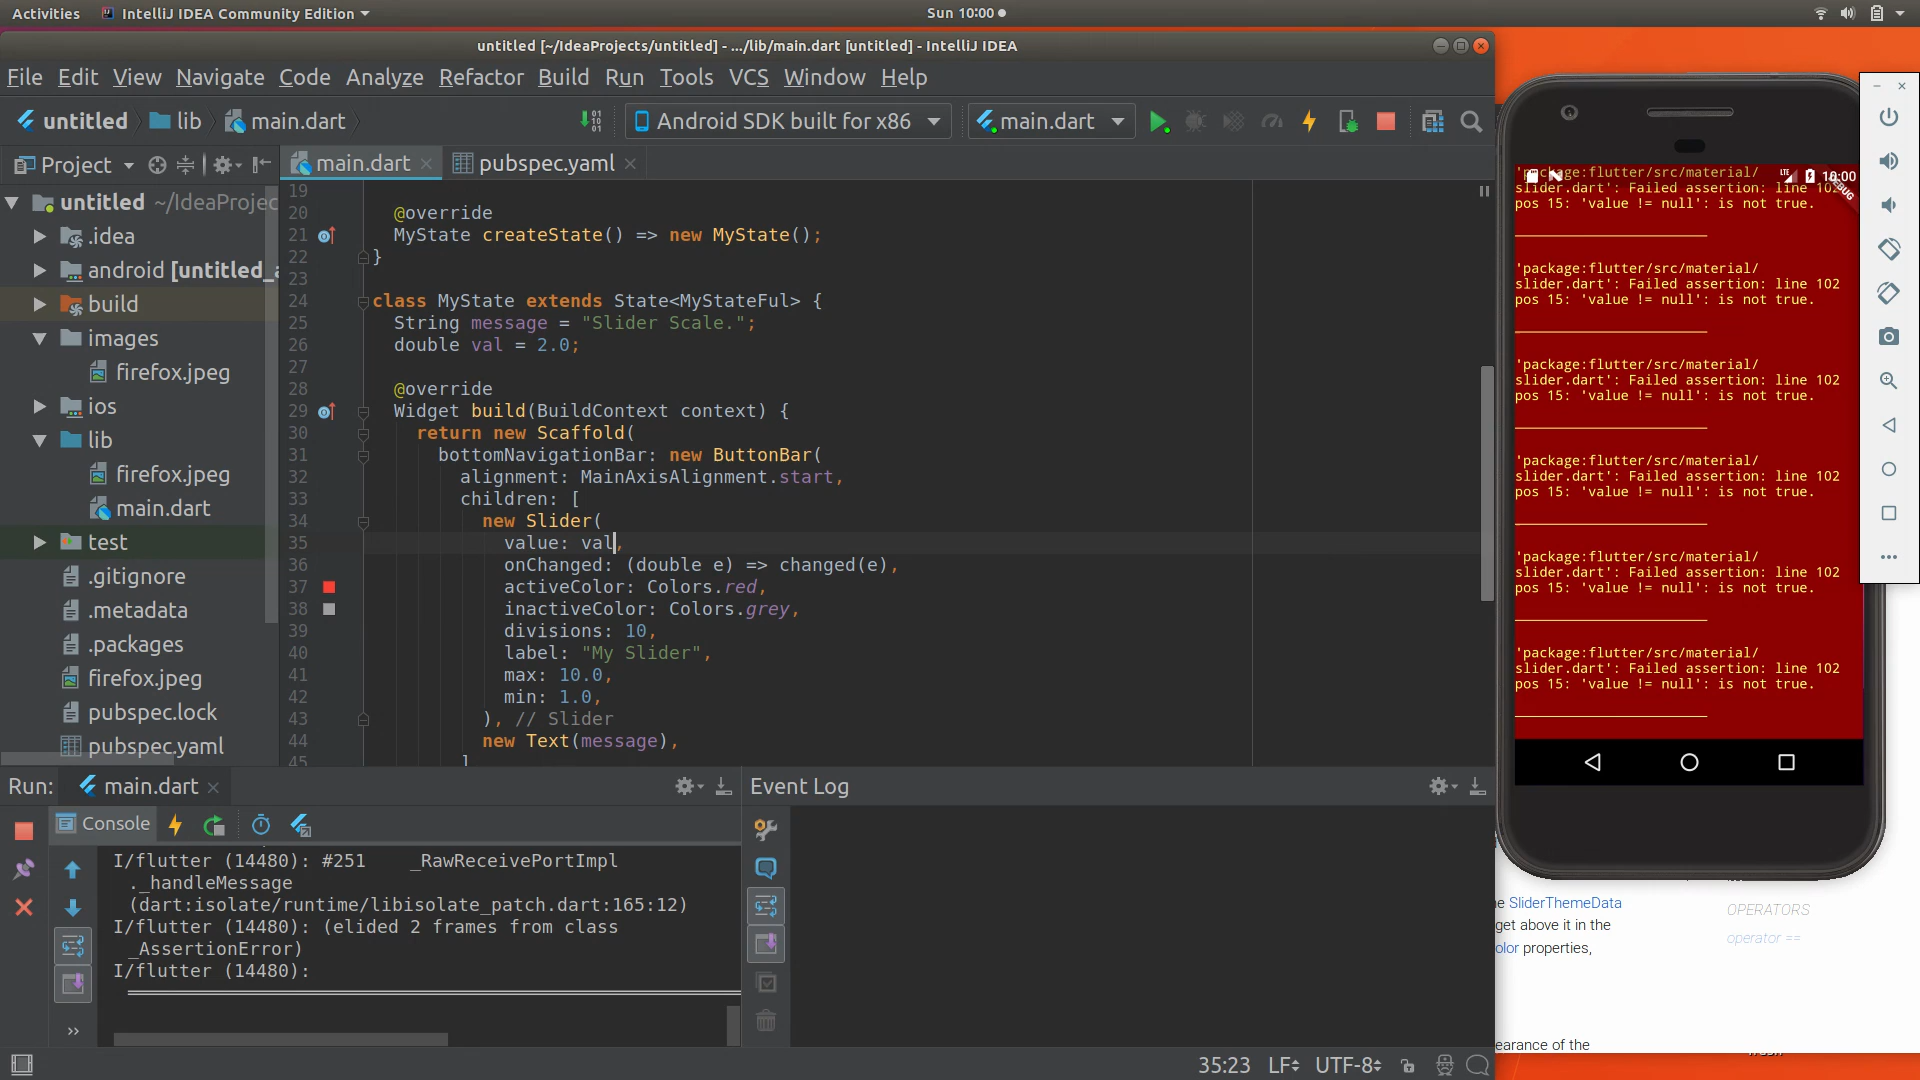 Activities
IntelliJ IDEA Community Edition
Sun 10:00
untitled [~/IdeaProjects/untitled] - .../lib/main.dart [untitled] - IntelliJ IDEA
File Edit View Navigate Code Analyze Refactor Build Run Tools VCS Window Help
untitled lib main.dart
Android SDK built for x86
main.dart
Project
main.dart
pubspec.yaml
untitled ~/IdeaProjec
.idea
android [untitled_a
build
images
firefox.jpeg
ios
lib
firefox.jpeg
main.dart
test
.gitignore
.metadata
.packages
firefox.jpeg
pubspec.lock
pubspec.yaml
19
20 @override
21 MyState createState() => new MyState();
22 }
23
24 class MyState extends State<MyStateFul> {
25 String message = "Slider Scale.";
26 double val = 2.0;
27
28 @override
29 Widget build(BuildContext context) {
30 return new Scaffold(
31 bottomNavigationBar: new ButtonBar(
32 alignment: MainAxisAlignment.start,
33 children: [
34 new Slider(
35 value: val,
36 onChanged: (double e) => changed(e),
37 activeColor: Colors.red,
38 inactiveColor: Colors.grey,
39 divisions: 10,
40 label: "My Slider",
41 max: 10.0,
42 min: 1.0,
43 ), // Slider
44 new Text(message),
45 ]
Run: main.dart
Console
I/flutter (14480): #251 _RawReceivePortImpl
._handleMessage
(dart:isolate/runtime/libisolate_patch.dart:165:12)
I/flutter (14480): (elided 2 frames from class
_AssertionError)
I/flutter (14480):
Event Log
35:23 LF UTF-8
LTE
10:00
DEBUG
'package:flutter/src/material/
slider.dart': Failed assertion: line 102
pos 15: 'value != null': is not true.
'package:flutter/src/material/
slider.dart': Failed assertion: line 102
pos 15: 'value != null': is not true.
'package:flutter/src/material/
slider.dart': Failed assertion: line 102
pos 15: 'value != null': is not true.
'package:flutter/src/material/
slider.dart': Failed assertion: line 102
pos 15: 'value != null': is not true.
'package:flutter/src/material/
slider.dart': Failed assertion: line 102
pos 15: 'value != null': is not true.
'package:flutter/src/material/
slider.dart': Failed assertion: line 102
pos 15: 'value != null': is not true.
ne SliderThemeData
get above it in the
olor properties,
OPERATORS
operator ==
earance of the